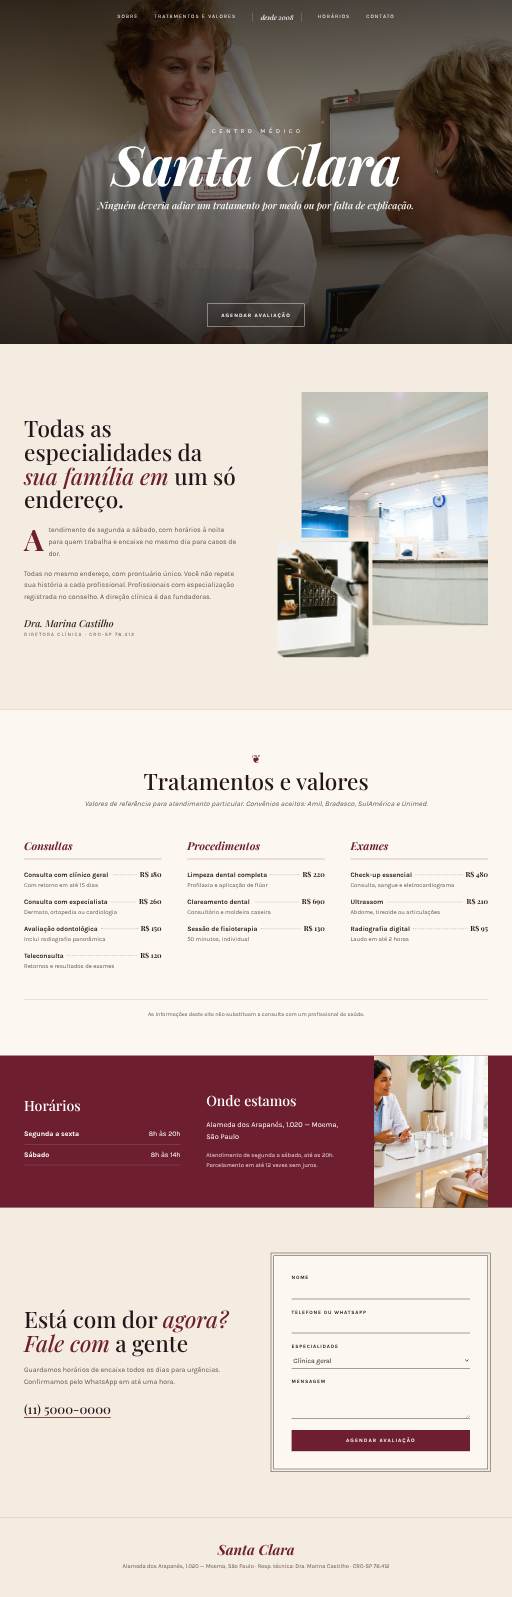 SOBRE TRATAMENTOS E VALORES desde 2008 HORÁRIOS CONTATO
CENTRO MÉDICO
Santa Clara
Ninguém deveria adiar um tratamento por medo ou por falta de explicação.
AGENDAR AVALIAÇÃO
Todas as
especialidades da
sua família em um só
endereço.
Atendimento de segunda a sábado, com horários à noite
para quem trabalha e encaixe no mesmo dia para casos de
dor.
Todas no mesmo endereço, com prontuário único. Você não repete
sua história a cada profissional. Profissionais com especialização
registrada no conselho. A direção clínica é das fundadoras.
Dra. Marina Castilho
DIRETORA CLÍNICA · CRO-SP 78.412
Tratamentos e valores
Valores de referência para atendimento particular. Convênios aceitos: Amil, Bradesco, SulAmérica e Unimed.
Consultas
Consulta com clínico geral R$ 180
Com retorno em até 15 dias
Consulta com especialista R$ 260
Dermato, ortopedia ou cardiologia
Avaliação odontológica R$ 150
Inclui radiografia panorâmica
Teleconsulta R$ 120
Retornos e resultados de exames
Procedimentos
Limpeza dental completa R$ 220
Profilaxia e aplicação de flúor
Clareamento dental R$ 690
Consultório e moldeira caseira
Sessão de fisioterapia R$ 130
50 minutos, individual
Exames
Check-up essencial R$ 480
Consulta, sangue e eletrocardiograma
Ultrassom R$ 210
Abdome, tireoide ou articulações
Radiografia digital R$ 95
Laudo em até 2 horas
As informações deste site não substituem a consulta com um profissional de saúde.
Horários
Segunda a sexta 8h às 20h
Sábado 8h às 14h
Onde estamos
Alameda dos Arapanés, 1.020 — Moema,
São Paulo
Atendimento de segunda a sábado, até as 20h.
Parcelamento em até 12 vezes sem juros.
Está com dor agora?
Fale com a gente
Guardamos horários de encaixe todos os dias para urgências.
Confirmamos pelo WhatsApp em até uma hora.
(11) 5000-0000
NOME
TELEFONE OU WHATSAPP
ESPECIALIDADE
Clínica geral
MENSAGEM
AGENDAR AVALIAÇÃO
Santa Clara
Alameda dos Arapanés, 1.020 — Moema, São Paulo · Resp. técnica: Dra. Marina Castilho · CRO-SP 78.412